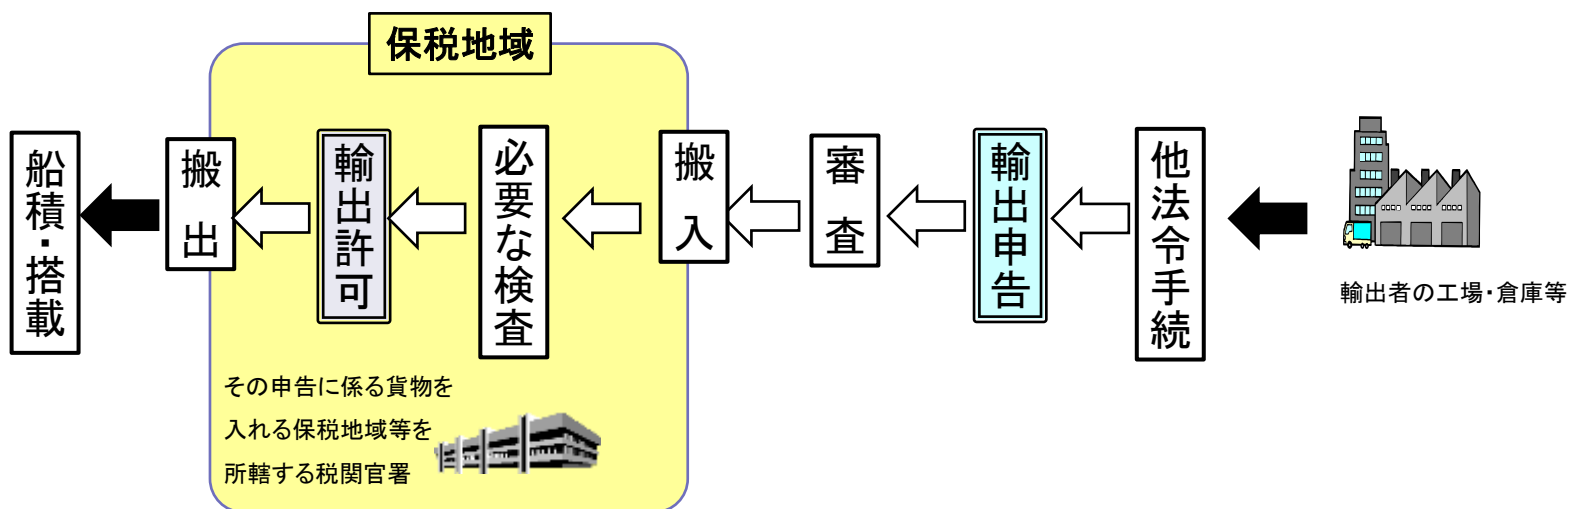 保税地域
船積・搭載
搬出
輸出許可
必要な検査
搬入
審査
輸出申告
他法令手続
輸出者の工場・倉庫等
その申告に係る貨物を
入れる保税地域等を
所轄する税関官署